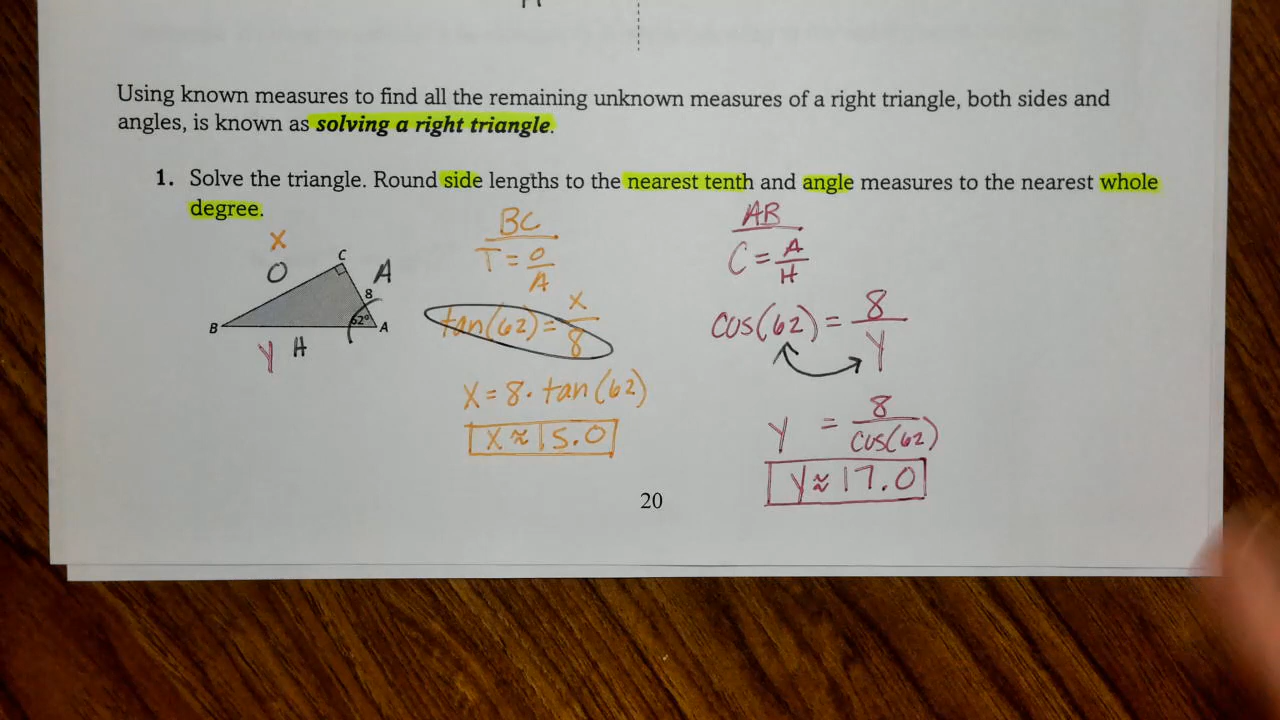 Using known measures to find all the remaining unknown measures of a right triangle, both sides and
angles, is known as solving a right triangle.
1. Solve the triangle. Round side lengths to the nearest tenth and angle measures to the nearest whole
degree.
X
O
C
A
8
62°
B
A
Y H
BC
T = O/A
tan(62) = X/8
X = 8 · tan(62)
X ≈ 15.0
AB
C = A/H
cos(62) = 8/Y
Y = 8/cos(62)
Y ≈ 17.0
20